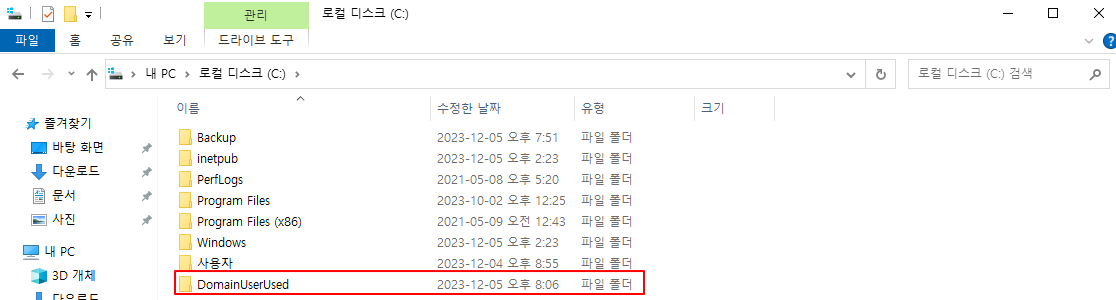 관리
로컬 디스크 (C:)
파일 홈 공유 보기 드라이브 도구
내 PC 로컬 디스크 (C:)
로컬 디스크 (C:) 검색
이름 수정한 날짜 유형 크기
즐겨찾기
바탕 화면
다운로드
문서
사진
내 PC
3D 개체
다운로드
Backup 2023-12-05 오후 7:51 파일 폴더
inetpub 2023-12-05 오후 2:23 파일 폴더
PerfLogs 2021-05-08 오후 5:20 파일 폴더
Program Files 2023-10-02 오후 12:25 파일 폴더
Program Files (x86) 2021-05-09 오전 12:43 파일 폴더
Windows 2023-12-05 오후 2:23 파일 폴더
사용자 2023-12-04 오후 8:55 파일 폴더
DomainUserUsed 2023-12-05 오후 8:06 파일 폴더